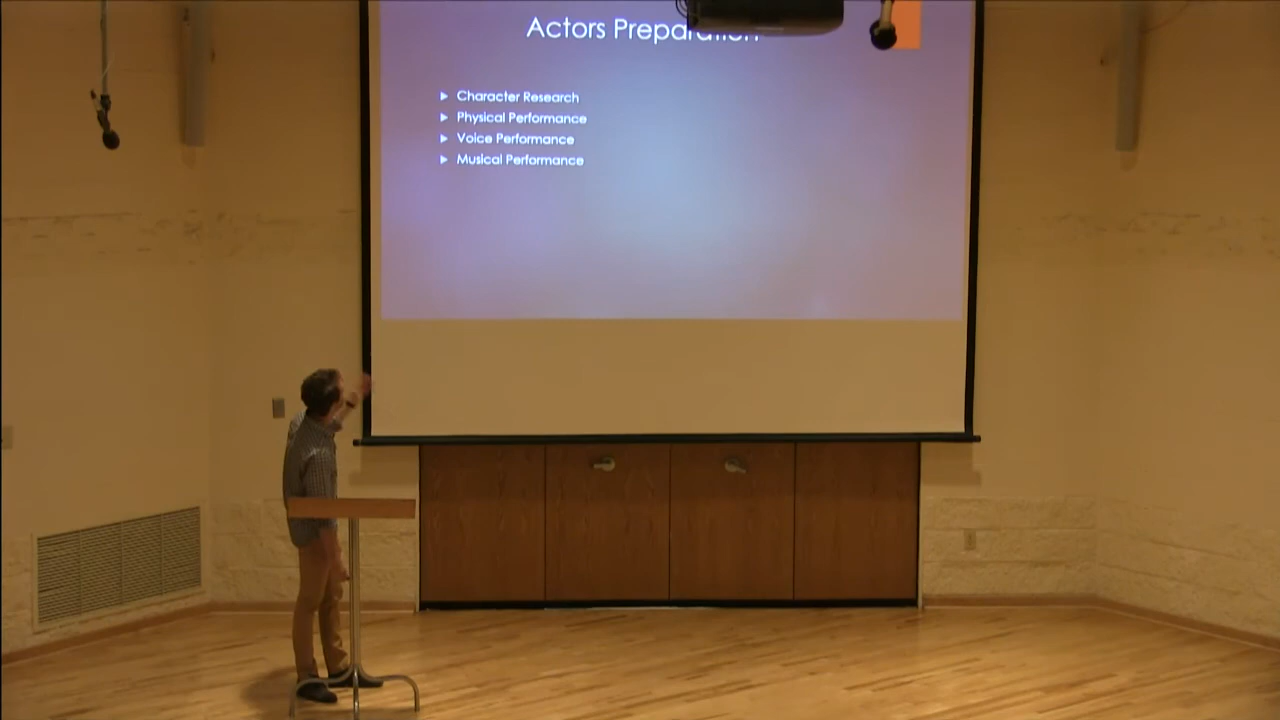 Actors Preparation
Character Research
Physical Performance
Voice Performance
Musical Performance